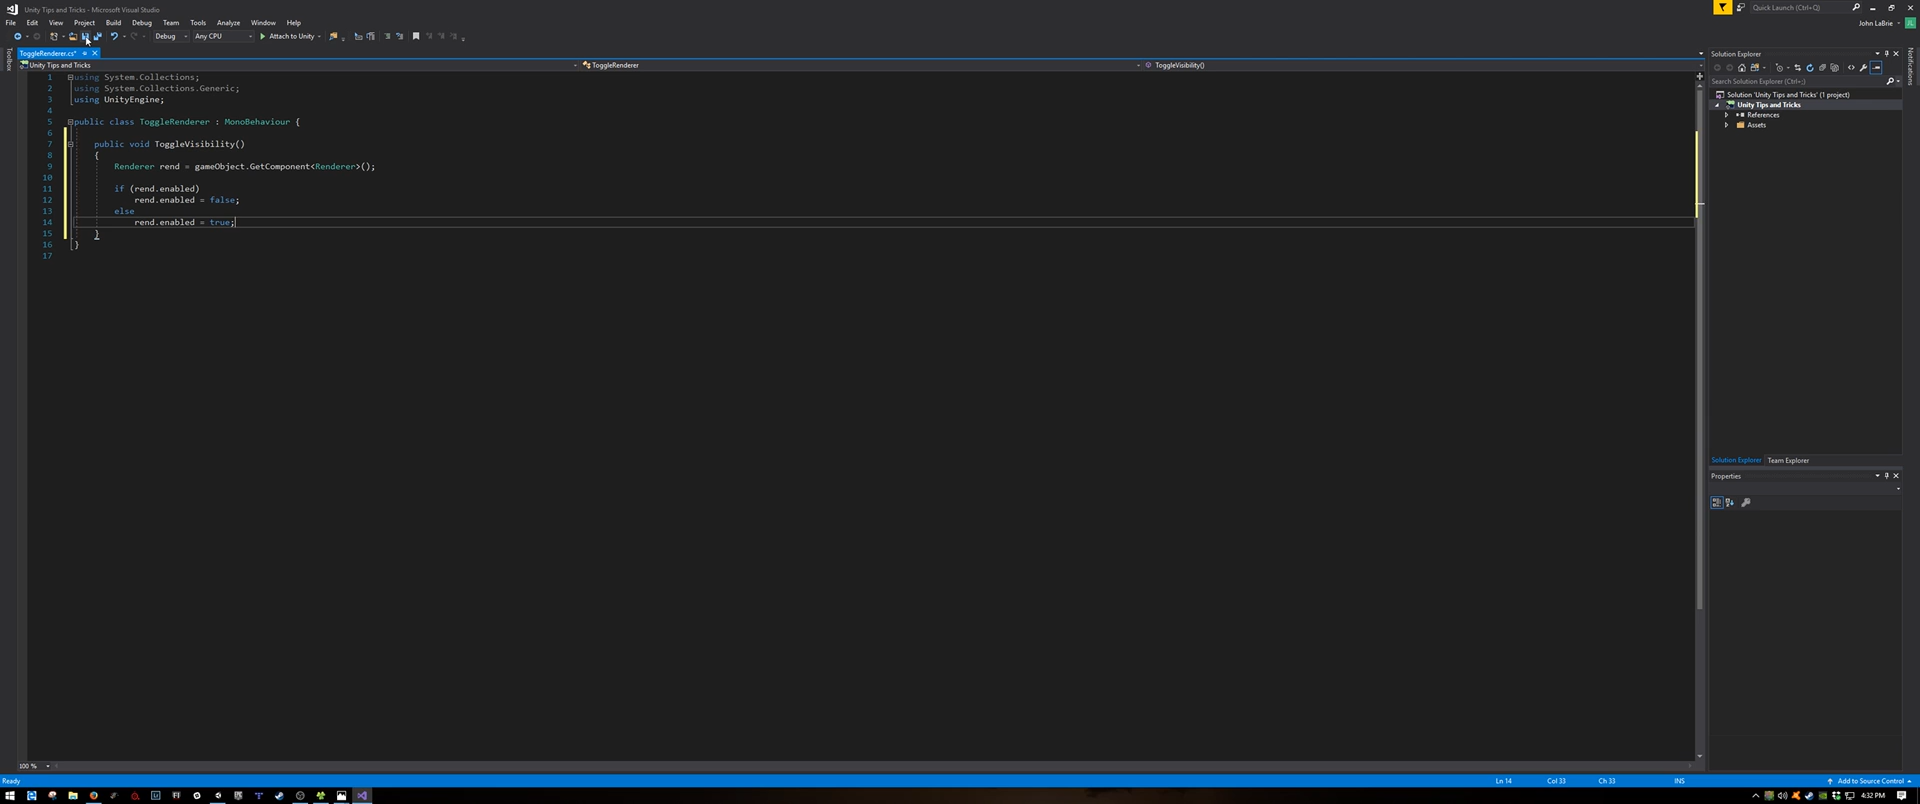 Unity Tips and Tricks - Microsoft Visual Studio
Quick Launch (Ctrl+Q)
File Edit View Project Build Debug Team Tools Analyze Window Help
John LaBrie
JL
Debug Any CPU Attach to Unity
Toolbox
ToggleRenderer.cs*
Unity Tips and Tricks ToggleRenderer ToggleVisibility()
1 using System.Collections;
2 using System.Collections.Generic;
3 using UnityEngine;
4
5 public class ToggleRenderer : MonoBehaviour {
6
7 public void ToggleVisibility()
8 {
9 Renderer rend = gameObject.GetComponent<Renderer>();
10
11 if (rend.enabled)
12 rend.enabled = false;
13 else
14 rend.enabled = true;
15 }
16 }
17
Solution Explorer
Search Solution Explorer (Ctrl+;)
Solution 'Unity Tips and Tricks' (1 project)
Unity Tips and Tricks
References
Assets
Solution Explorer Team Explorer
Properties
Notifications
100 %
Ready Ln 14 Col 33 Ch 33 INS Add to Source Control
4:32 PM